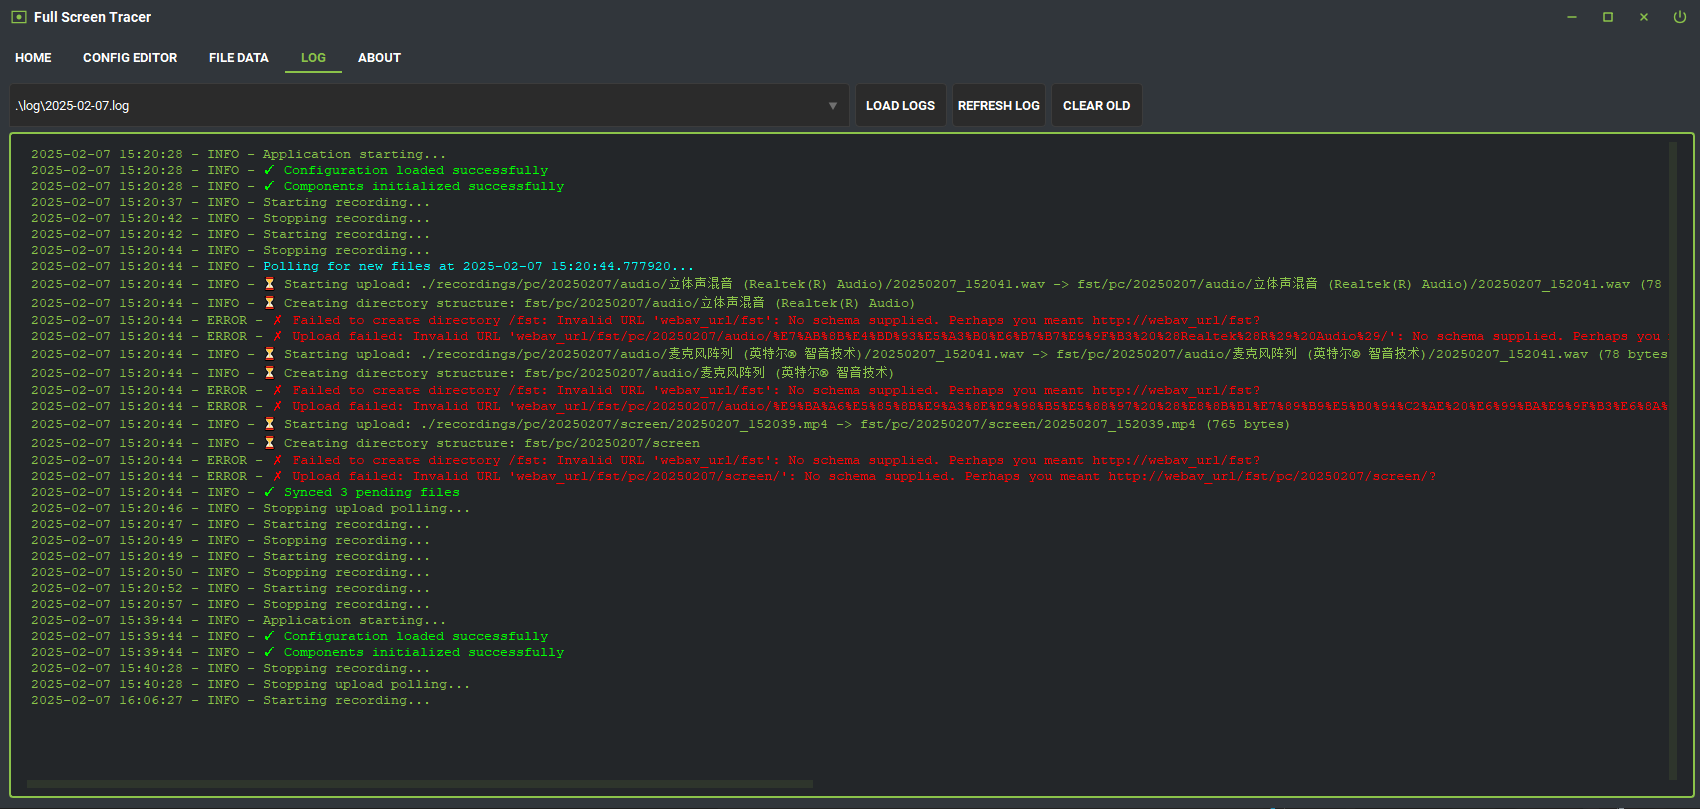 Full Screen Tracer
HOME CONFIG EDITOR FILE DATA LOG ABOUT
.\log\2025-02-07.log LOAD LOGS REFRESH LOG CLEAR OLD
2025-02-07 15:20:28 - INFO - Application starting...
2025-02-07 15:20:28 - INFO - ✓ Configuration loaded successfully
2025-02-07 15:20:28 - INFO - ✓ Components initialized successfully
2025-02-07 15:20:37 - INFO - Starting recording...
2025-02-07 15:20:42 - INFO - Stopping recording...
2025-02-07 15:20:42 - INFO - Starting recording...
2025-02-07 15:20:44 - INFO - Stopping recording...
2025-02-07 15:20:44 - INFO - Polling for new files at 2025-02-07 15:20:44.777920...
2025-02-07 15:20:44 - INFO - ⏳ Starting upload: ./recordings/pc/20250207/audio/立体声混音 (Realtek(R) Audio)/20250207_152041.wav -> fst/pc/20250207/audio/立体声混音 (Realtek(R) Audio)/20250207_152041.wav (78
2025-02-07 15:20:44 - INFO - ⏳ Creating directory structure: fst/pc/20250207/audio/立体声混音 (Realtek(R) Audio)
2025-02-07 15:20:44 - ERROR - ✗ Failed to create directory /fst: Invalid URL 'webav_url/fst': No schema supplied. Perhaps you meant http://webav_url/fst?
2025-02-07 15:20:44 - ERROR - ✗ Upload failed: Invalid URL 'webav_url/fst/pc/20250207/audio/%E7%AB%8B%E4%BD%93%E5%A3%B0%E6%B7%B7%E9%9F%B3%20%28Realtek%28R%29%20Audio%29/': No schema supplied. Perhaps you
2025-02-07 15:20:44 - INFO - ⏳ Starting upload: ./recordings/pc/20250207/audio/麦克风阵列 (英特尔® 智音技术)/20250207_152041.wav -> fst/pc/20250207/audio/麦克风阵列 (英特尔® 智音技术)/20250207_152041.wav (78 bytes
2025-02-07 15:20:44 - INFO - ⏳ Creating directory structure: fst/pc/20250207/audio/麦克风阵列 (英特尔® 智音技术)
2025-02-07 15:20:44 - ERROR - ✗ Failed to create directory /fst: Invalid URL 'webav_url/fst': No schema supplied. Perhaps you meant http://webav_url/fst?
2025-02-07 15:20:44 - ERROR - ✗ Upload failed: Invalid URL 'webav_url/fst/pc/20250207/audio/%E9%BA%A6%E5%85%8B%E9%A3%8E%E9%98%B5%E5%88%97%20%28%E8%8B%B1%E7%89%B9%E5%B0%94%C2%AE%20%E6%99%BA%E9%9F%B3%E6%8A%
2025-02-07 15:20:44 - INFO - ⏳ Starting upload: ./recordings/pc/20250207/screen/20250207_152039.mp4 -> fst/pc/20250207/screen/20250207_152039.mp4 (765 bytes)
2025-02-07 15:20:44 - INFO - ⏳ Creating directory structure: fst/pc/20250207/screen
2025-02-07 15:20:44 - ERROR - ✗ Failed to create directory /fst: Invalid URL 'webav_url/fst': No schema supplied. Perhaps you meant http://webav_url/fst?
2025-02-07 15:20:44 - ERROR - ✗ Upload failed: Invalid URL 'webav_url/fst/pc/20250207/screen/': No schema supplied. Perhaps you meant http://webav_url/fst/pc/20250207/screen/?
2025-02-07 15:20:44 - INFO - ✓ Synced 3 pending files
2025-02-07 15:20:46 - INFO - Stopping upload polling...
2025-02-07 15:20:47 - INFO - Starting recording...
2025-02-07 15:20:49 - INFO - Stopping recording...
2025-02-07 15:20:49 - INFO - Starting recording...
2025-02-07 15:20:50 - INFO - Stopping recording...
2025-02-07 15:20:52 - INFO - Starting recording...
2025-02-07 15:20:57 - INFO - Stopping recording...
2025-02-07 15:39:44 - INFO - Application starting...
2025-02-07 15:39:44 - INFO - ✓ Configuration loaded successfully
2025-02-07 15:39:44 - INFO - ✓ Components initialized successfully
2025-02-07 15:40:28 - INFO - Stopping recording...
2025-02-07 15:40:28 - INFO - Stopping upload polling...
2025-02-07 16:06:27 - INFO - Starting recording...